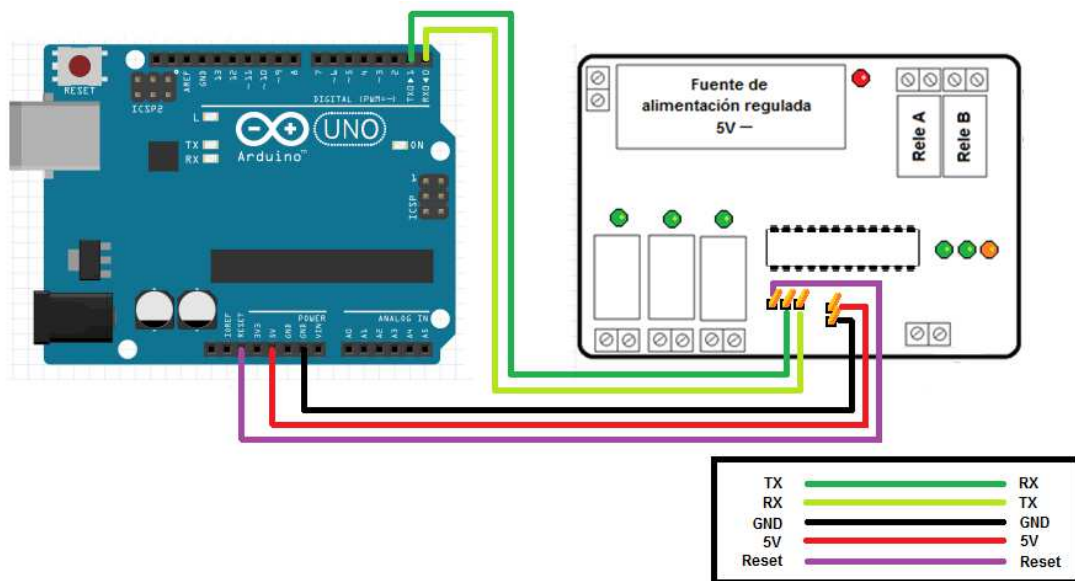 RESET
ICSP2
AREF
GND
13
12
~11
~10
~9
8
7
~6
~5
4
~3
2
TX0▶1
RX0◀0
DIGITAL (PWM=~)
L
TX
RX
Arduino™
UNO
ON
1
ICSP
IOREF
RESET
3V3
5V
GND
GND
VIN
POWER
ANALOG IN
A0
A1
A2
A3
A4
A5
Fuente de
alimentación regulada
5V
Rele A
Rele B
TX RX
RX TX
GND GND
5V 5V
Reset Reset